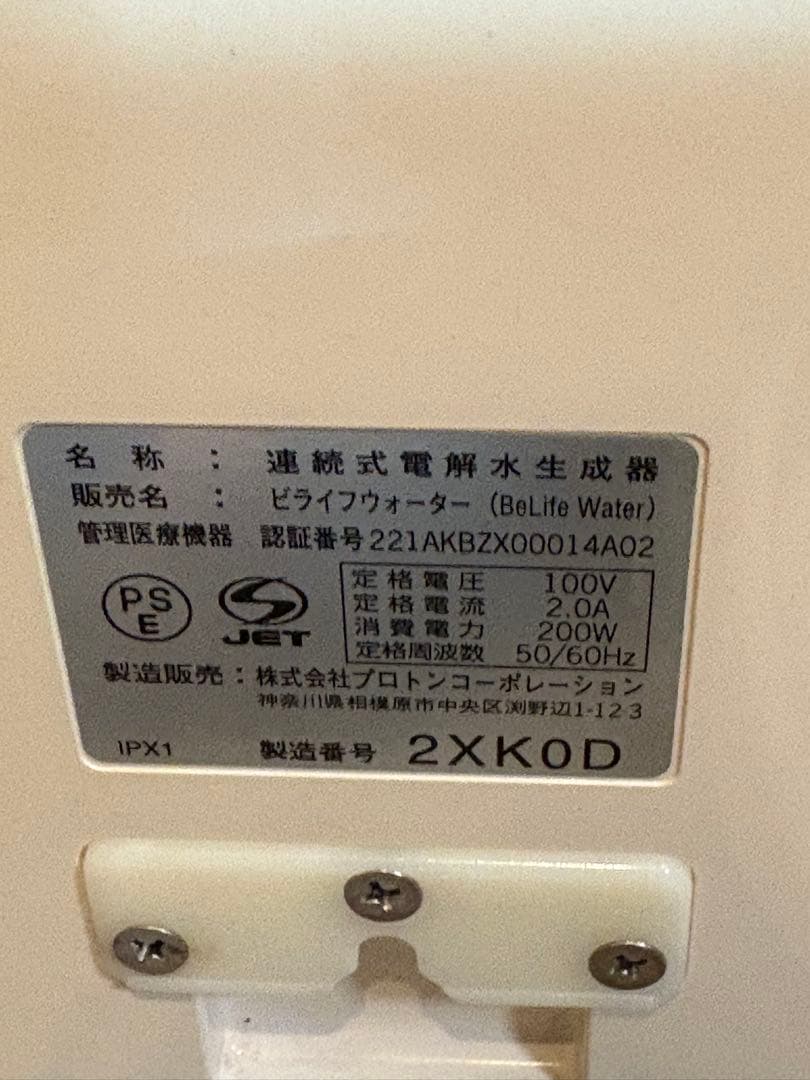 名称 : 連続式電解水生成器
販売名 : ビライフウォーター (BeLife Water)
管理医療機器 認証番号221AKBZX00014A02
PSE JET
定格電圧 100V
定格電流 2.0A
消費電力 200W
定格周波数 50/60Hz
製造販売:株式会社プロトンコーポレーション
神奈川県相模原市中央区渕野辺1-12-3
IPX1 製造番号 2XK0D